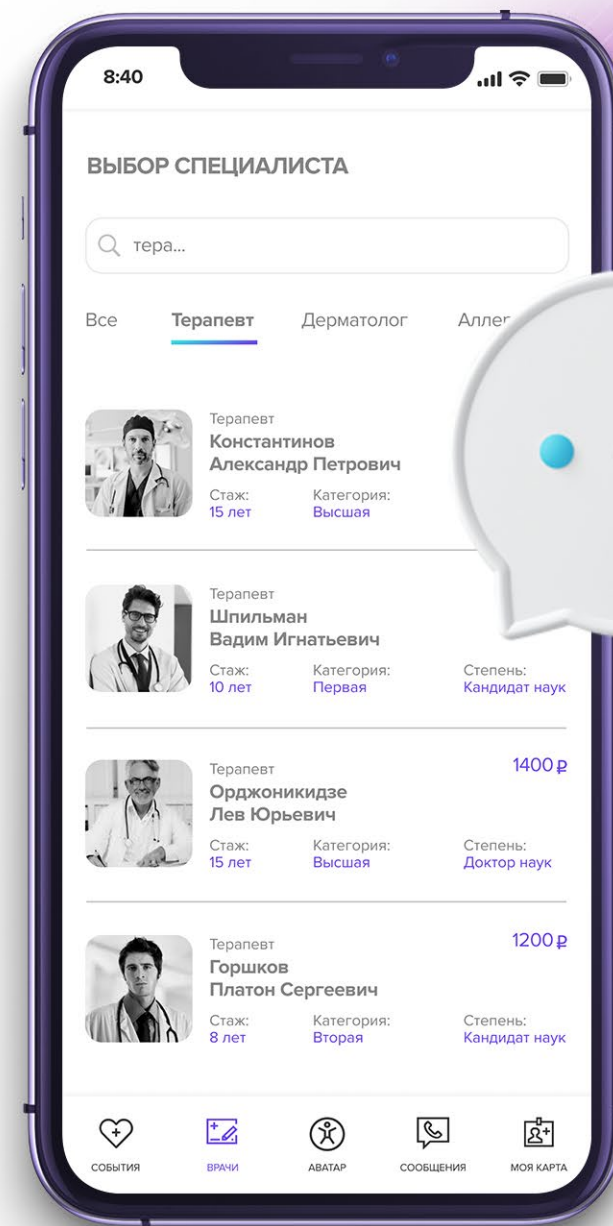 8:40
ВЫБОР СПЕЦИАЛИСТА
тера...
Все Терапевт Дерматолог
Терапевт
Константинов
Александр Петрович
Стаж: Категория:
15 лет Высшая
Терапевт
Шпильман
Вадим Игнатьевич
Стаж: Категория: Степень:
10 лет Первая Кандидат наук
1400 ₽
Терапевт
Орджоникидзе
Лев Юрьевич
Стаж: Категория: Степень:
15 лет Высшая Доктор наук
1200 ₽
Терапевт
Горшков
Платон Сергеевич
Стаж: Категория: Степень:
8 лет Вторая Кандидат наук
СОБЫТИЯ ВРАЧИ АВАТАР СООБЩЕНИЯ МОЯ КАРТА